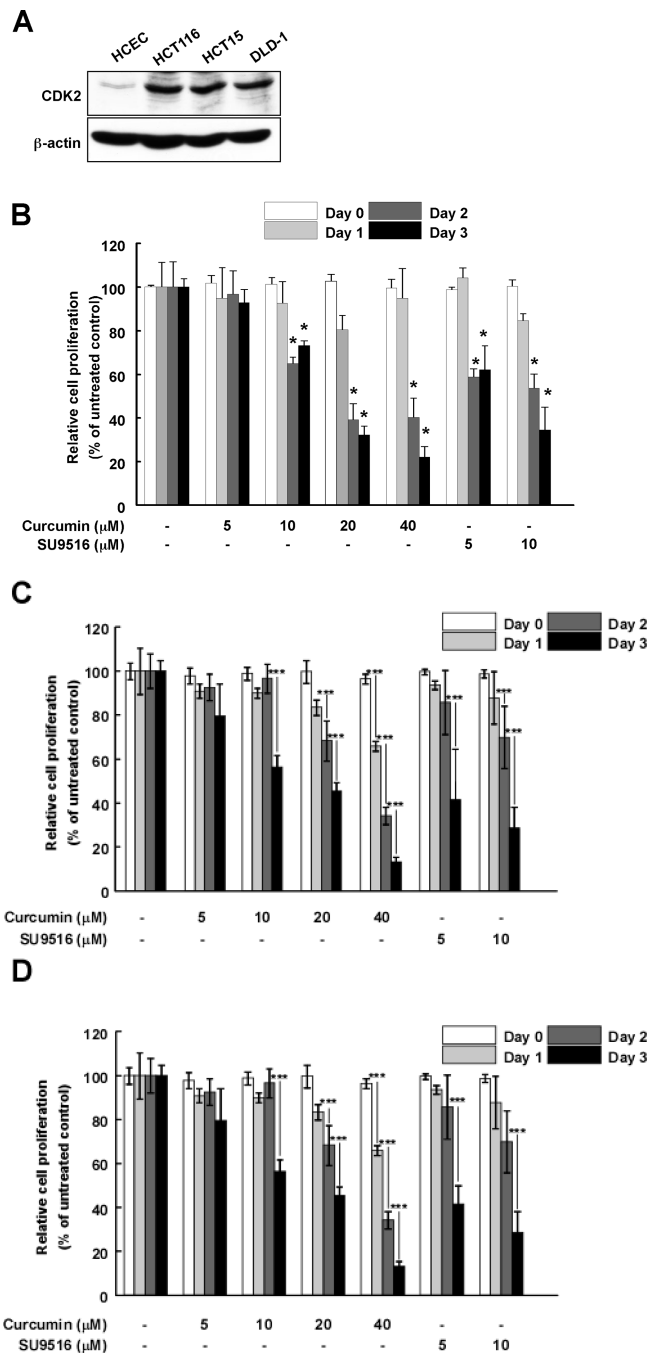 A
HCEC HCT116 HCT15 DLD-1
CDK2
β-actin
B
Day 0 Day 2
Day 1 Day 3
Relative cell proliferation
(% of untreated control)
120
100
80
60
40
20
0
* * * * * * * * * *
Curcumin (μM) - 5 10 20 40 - -
SU9516 (μM) - - - - - 5 10
C
Day 0 Day 2
Day 1 Day 3
Relative cell proliferation
(% of untreated control)
120
100
80
60
40
20
0
*** *** *** *** *** *** *** *** ***
Curcumin (μM) - 5 10 20 40 - -
SU9516 (μM) - - - - - 5 10
D
Day 0 Day 2
Day 1 Day 3
Relative cell proliferation
(% of untreated control)
120
100
80
60
40
20
0
*** *** *** *** *** *** *** ***
Curcumin (μM) - 5 10 20 40 - -
SU9516 (μM) - - - - - 5 10